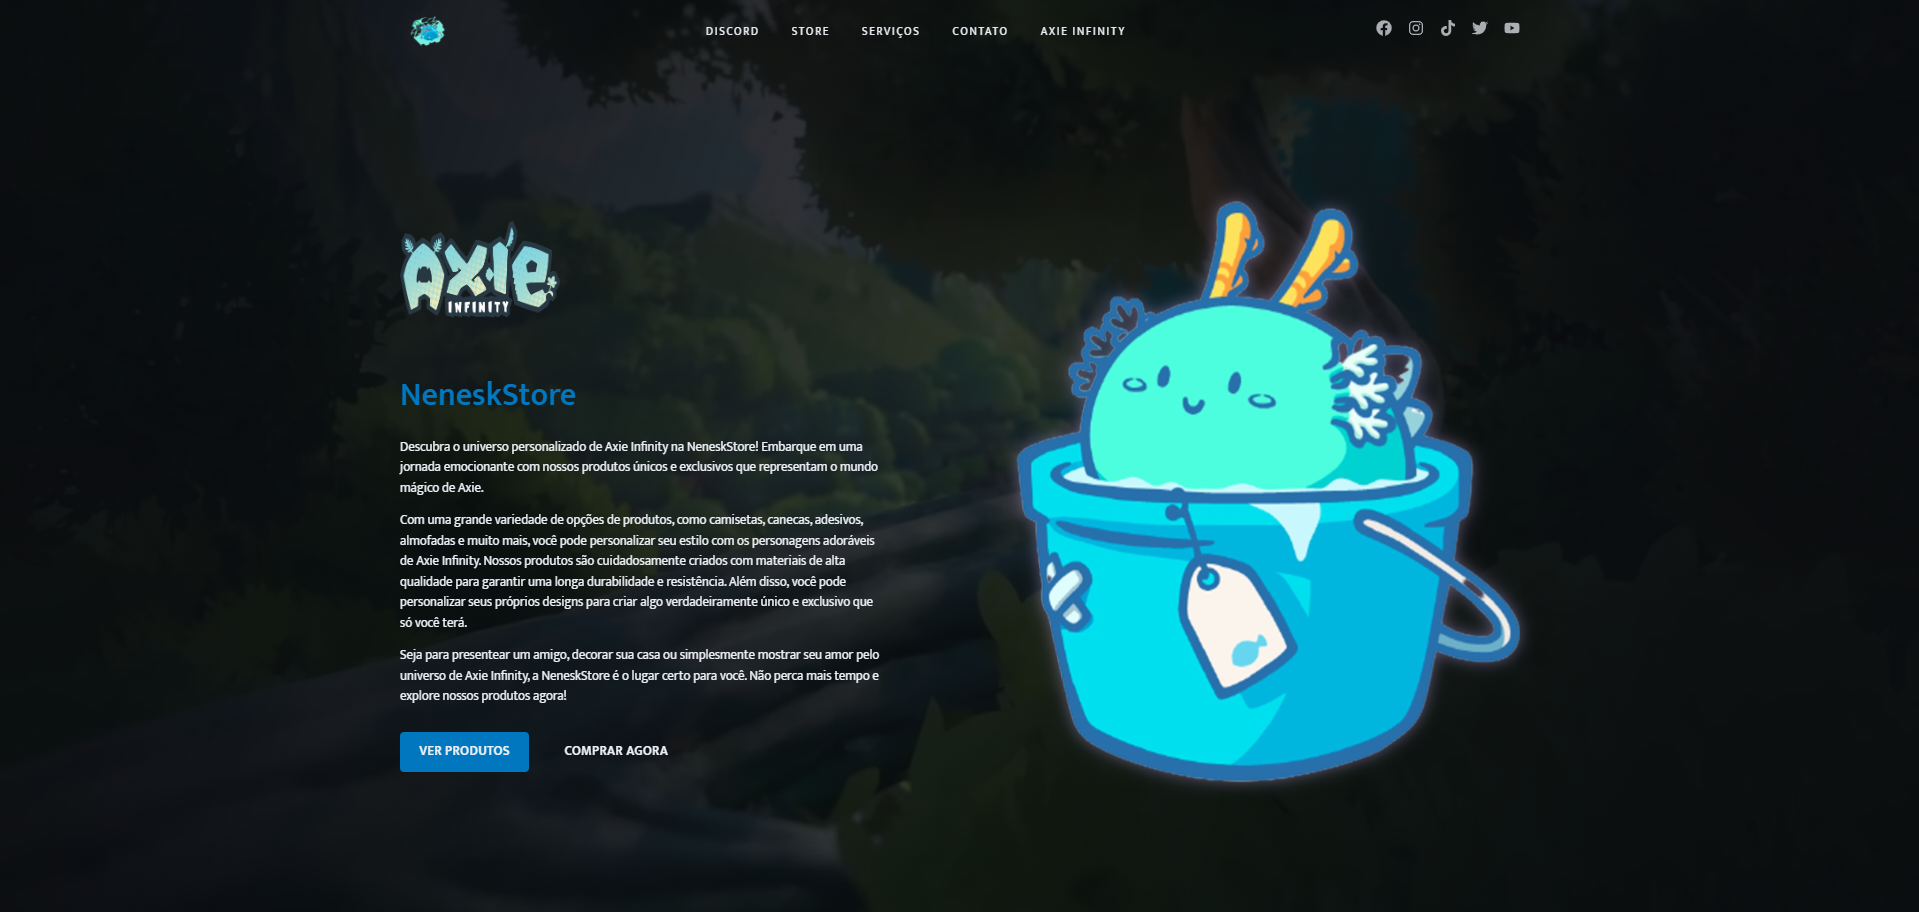 DISCORD STORE SERVIÇOS CONTATO AXIE INFINITY
AXIE
INFINITY
NeneskStore
Descubra o universo personalizado de Axie Infinity na NeneskStore! Embarque em uma
jornada emocionante com nossos produtos únicos e exclusivos que representam o mundo
mágico de Axie.
Com uma grande variedade de opções de produtos, como camisetas, canecas, adesivos,
almofadas e muito mais, você pode personalizar seu estilo com os personagens adoráveis
de Axie Infinity. Nossos produtos são cuidadosamente criados com materiais de alta
qualidade para garantir uma longa durabilidade e resistência. Além disso, você pode
personalizar seus próprios designs para criar algo verdadeiramente único e exclusivo que
só você terá.
Seja para presentear um amigo, decorar sua casa ou simplesmente mostrar seu amor pelo
universo de Axie Infinity, a NeneskStore é o lugar certo para você. Não perca mais tempo e
explore nossos produtos agora!
VER PRODUTOS COMPRAR AGORA